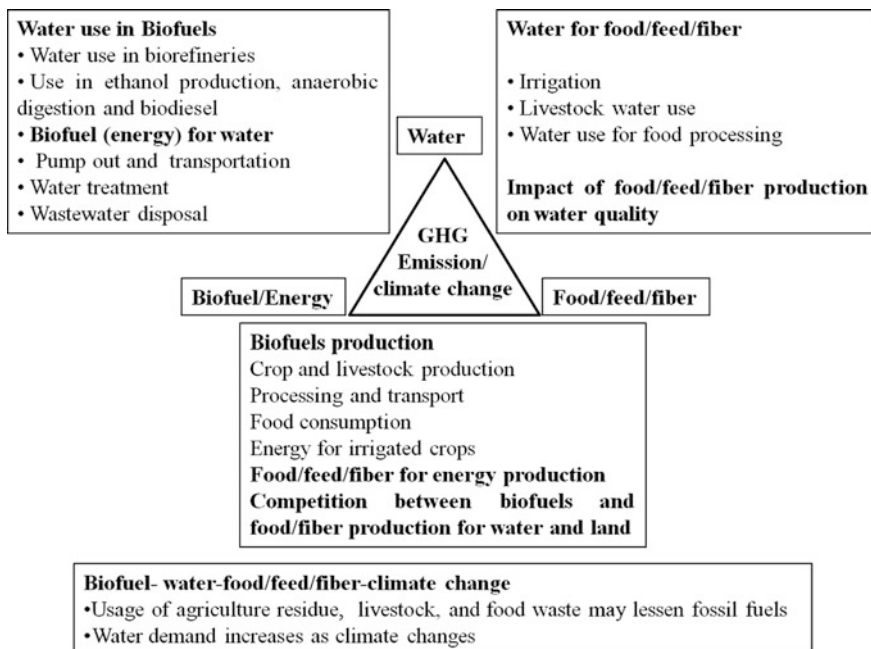 Water use in Biofuels
• Water use in biorefineries
• Use in ethanol production, anaerobic
digestion and biodiesel
• Biofuel (energy) for water
• Pump out and transportation
• Water treatment
• Wastewater disposal
Water for food/feed/fiber
• Irrigation
• Livestock water use
• Water use for food processing
Impact of food/feed/fiber production
on water quality
Water
GHG
Emission/
climate change
Biofuel/Energy
Food/feed/fiber
Biofuels production
Crop and livestock production
Processing and transport
Food consumption
Energy for irrigated crops
Food/feed/fiber for energy production
Competition between biofuels and
food/fiber production for water and land
Biofuel- water-food/feed/fiber-climate change
•Usage of agriculture residue, livestock, and food waste may lessen fossil fuels
•Water demand increases as climate changes